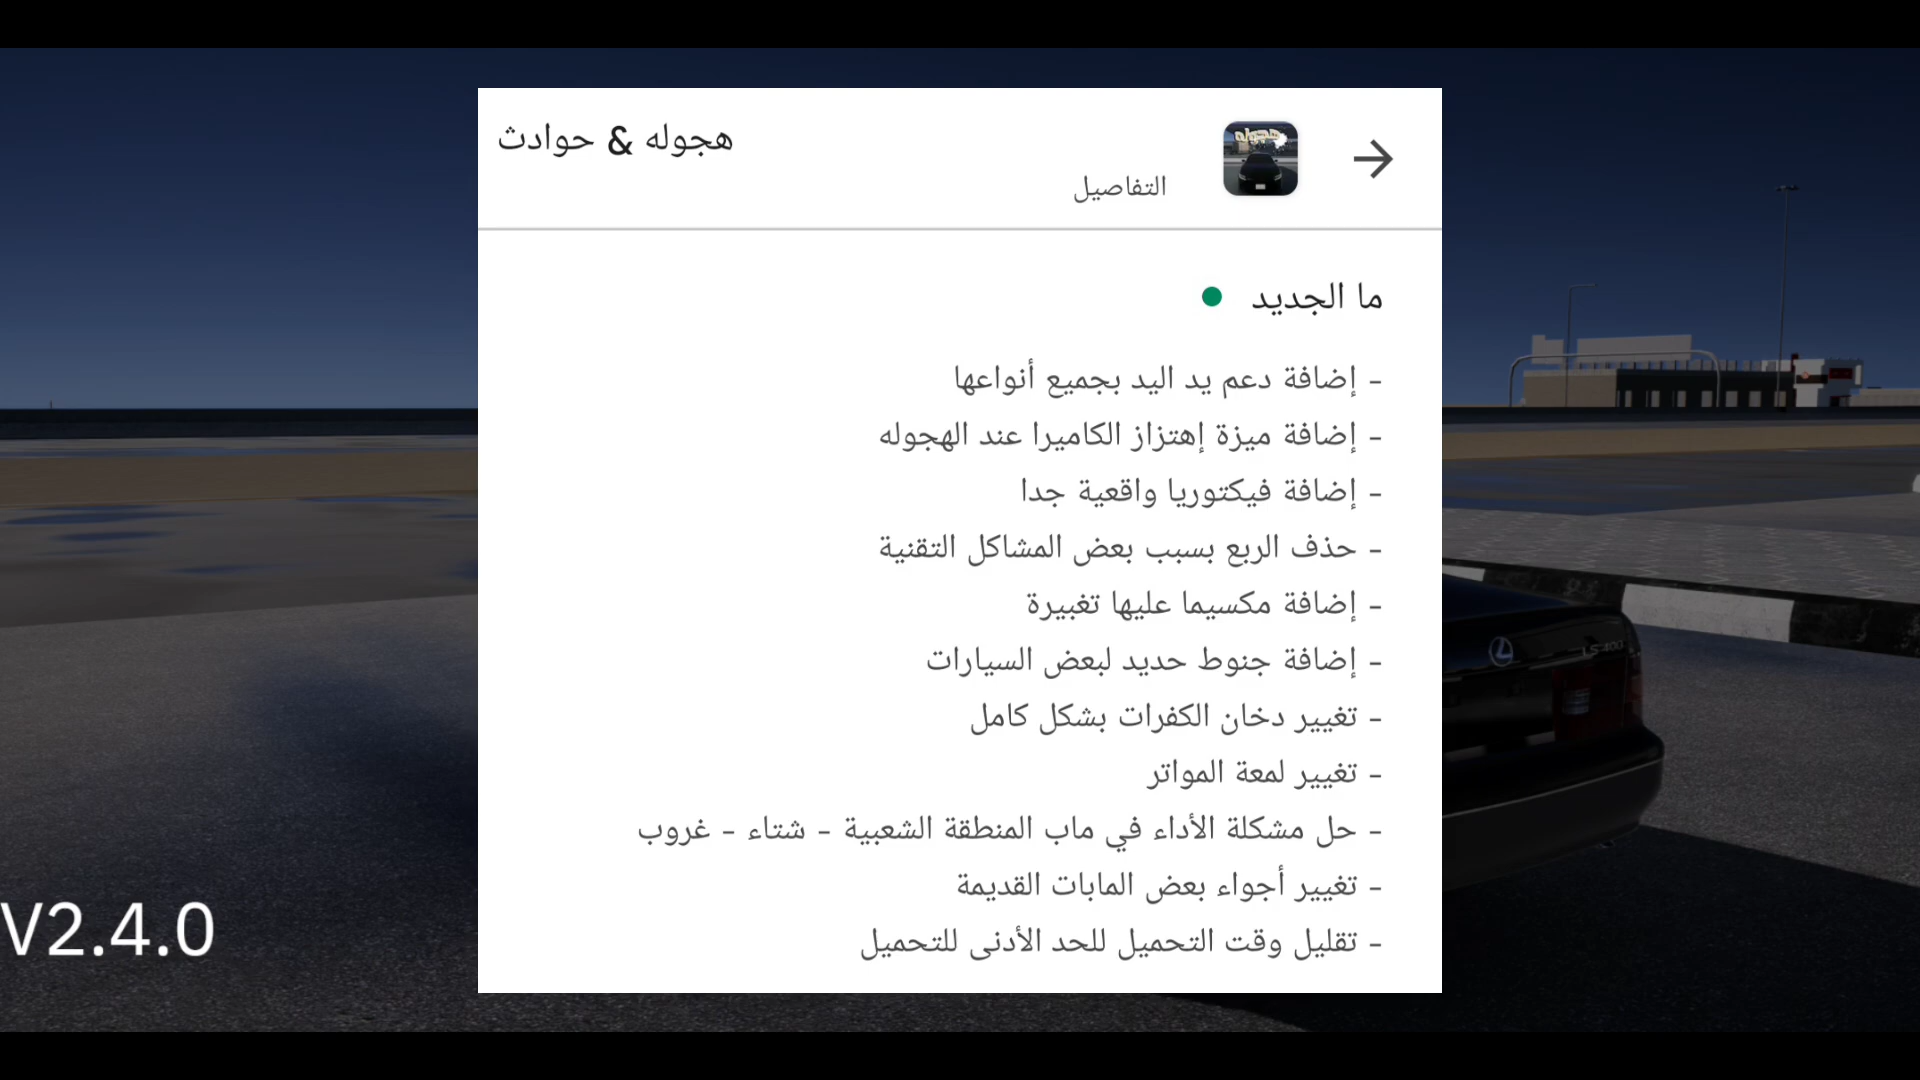 هجوله & حوادث
هجوله
التفاصيل
ما الجديد
- إضافة دعم يد اليد بجميع أنواعها
- إضافة ميزة إهتزاز الكاميرا عند الهجوله
- إضافة فيكتوريا واقعية جدا
- حذف الربع بسبب بعض المشاكل التقنية
- إضافة مكسيما عليها تغبيرة
- إضافة جنوط حديد لبعض السيارات
- تغيير دخان الكفرات بشكل كامل
- تغيير لمعة المواتر
- حل مشكلة الأداء في ماب المنطقة الشعبية - شتاء - غروب
- تغيير أجواء بعض المابات القديمة
- تقليل وقت التحميل للحد الأدنى للتحميل
V2.4.0
LS 400